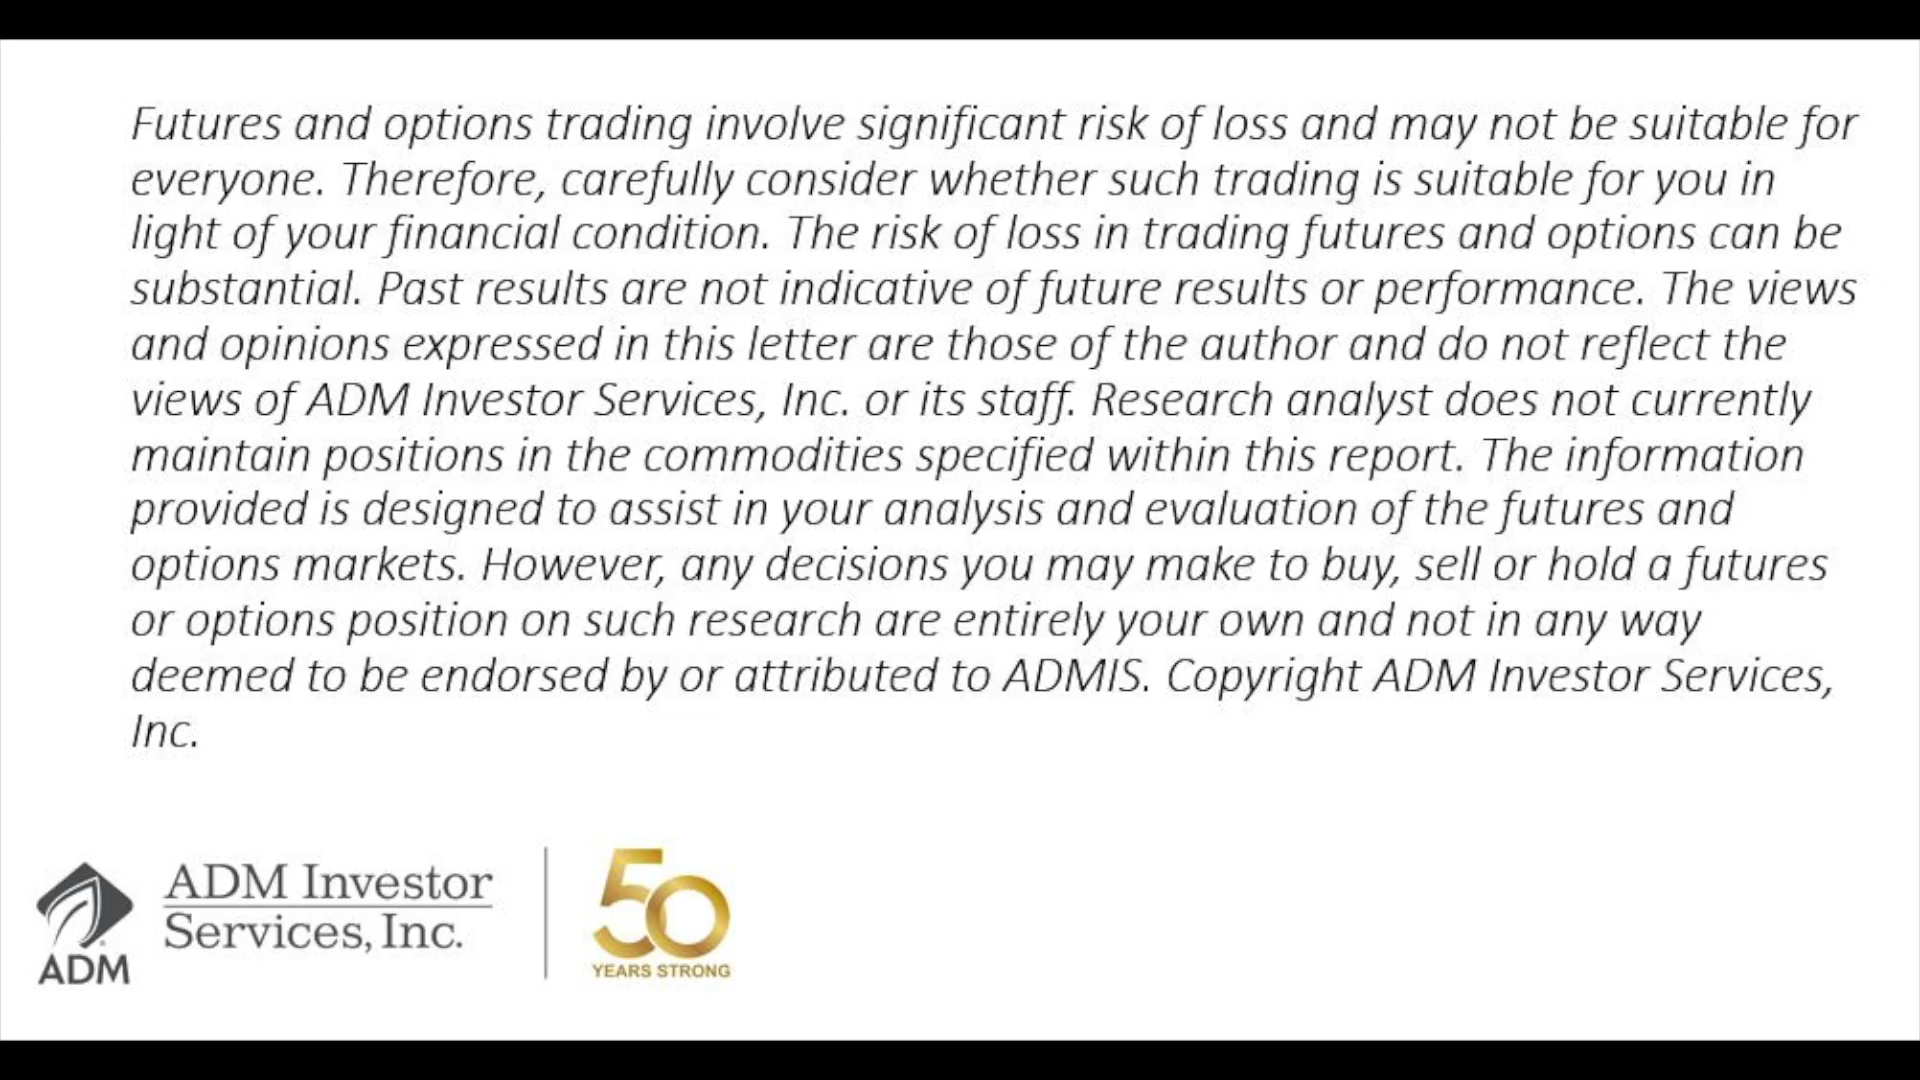 Futures and options trading involve significant risk of loss and may not be suitable for
everyone. Therefore, carefully consider whether such trading is suitable for you in
light of your financial condition. The risk of loss in trading futures and options can be
substantial. Past results are not indicative of future results or performance. The views
and opinions expressed in this letter are those of the author and do not reflect the
views of ADM Investor Services, Inc. or its staff. Research analyst does not currently
maintain positions in the commodities specified within this report. The information
provided is designed to assist in your analysis and evaluation of the futures and
options markets. However, any decisions you may make to buy, sell or hold a futures
or options position on such research are entirely your own and not in any way
deemed to be endorsed by or attributed to ADMIS. Copyright ADM Investor Services,
Inc.
ADM
ADM Investor
Services, Inc.
50
YEARS STRONG